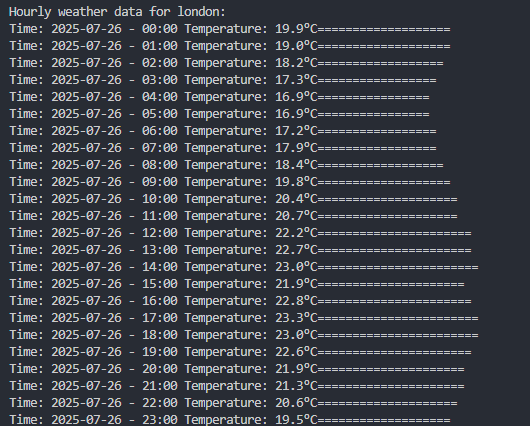 Hourly weather data for london:
Time: 2025-07-26 - 00:00 Temperature: 19.9°C===================
Time: 2025-07-26 - 01:00 Temperature: 19.0°C===================
Time: 2025-07-26 - 02:00 Temperature: 18.2°C==================
Time: 2025-07-26 - 03:00 Temperature: 17.3°C=================
Time: 2025-07-26 - 04:00 Temperature: 16.9°C================
Time: 2025-07-26 - 05:00 Temperature: 16.9°C================
Time: 2025-07-26 - 06:00 Temperature: 17.2°C=================
Time: 2025-07-26 - 07:00 Temperature: 17.9°C=================
Time: 2025-07-26 - 08:00 Temperature: 18.4°C==================
Time: 2025-07-26 - 09:00 Temperature: 19.8°C===================
Time: 2025-07-26 - 10:00 Temperature: 20.4°C====================
Time: 2025-07-26 - 11:00 Temperature: 20.7°C====================
Time: 2025-07-26 - 12:00 Temperature: 22.2°C======================
Time: 2025-07-26 - 13:00 Temperature: 22.7°C======================
Time: 2025-07-26 - 14:00 Temperature: 23.0°C=======================
Time: 2025-07-26 - 15:00 Temperature: 21.9°C=====================
Time: 2025-07-26 - 16:00 Temperature: 22.8°C======================
Time: 2025-07-26 - 17:00 Temperature: 23.3°C=======================
Time: 2025-07-26 - 18:00 Temperature: 23.0°C=======================
Time: 2025-07-26 - 19:00 Temperature: 22.6°C======================
Time: 2025-07-26 - 20:00 Temperature: 21.9°C=====================
Time: 2025-07-26 - 21:00 Temperature: 21.3°C=====================
Time: 2025-07-26 - 22:00 Temperature: 20.6°C====================
Time: 2025-07-26 - 23:00 Temperature: 19.5°C===================